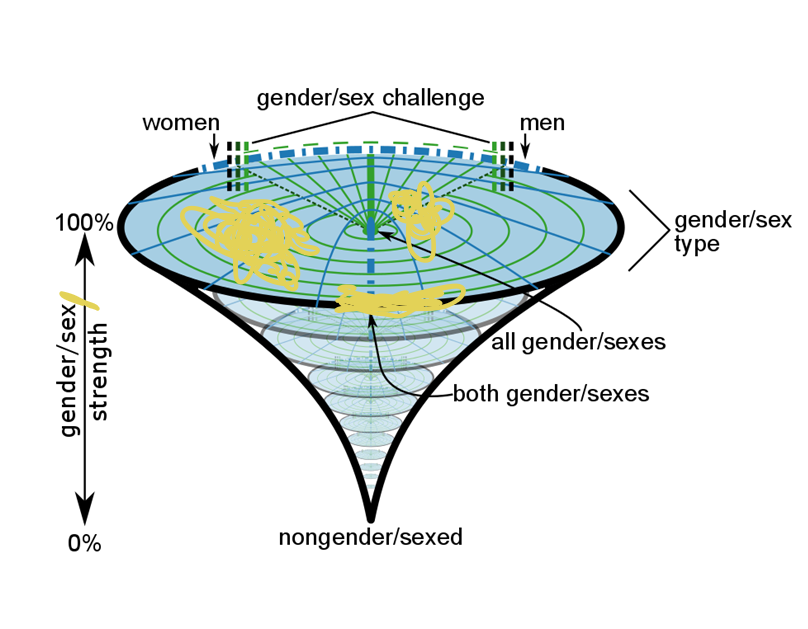 gender/sex challenge
women
men
100%
gender/sex
type
gender/sex
strength
all gender/sexes
both gender/sexes
nongender/sexed
0%